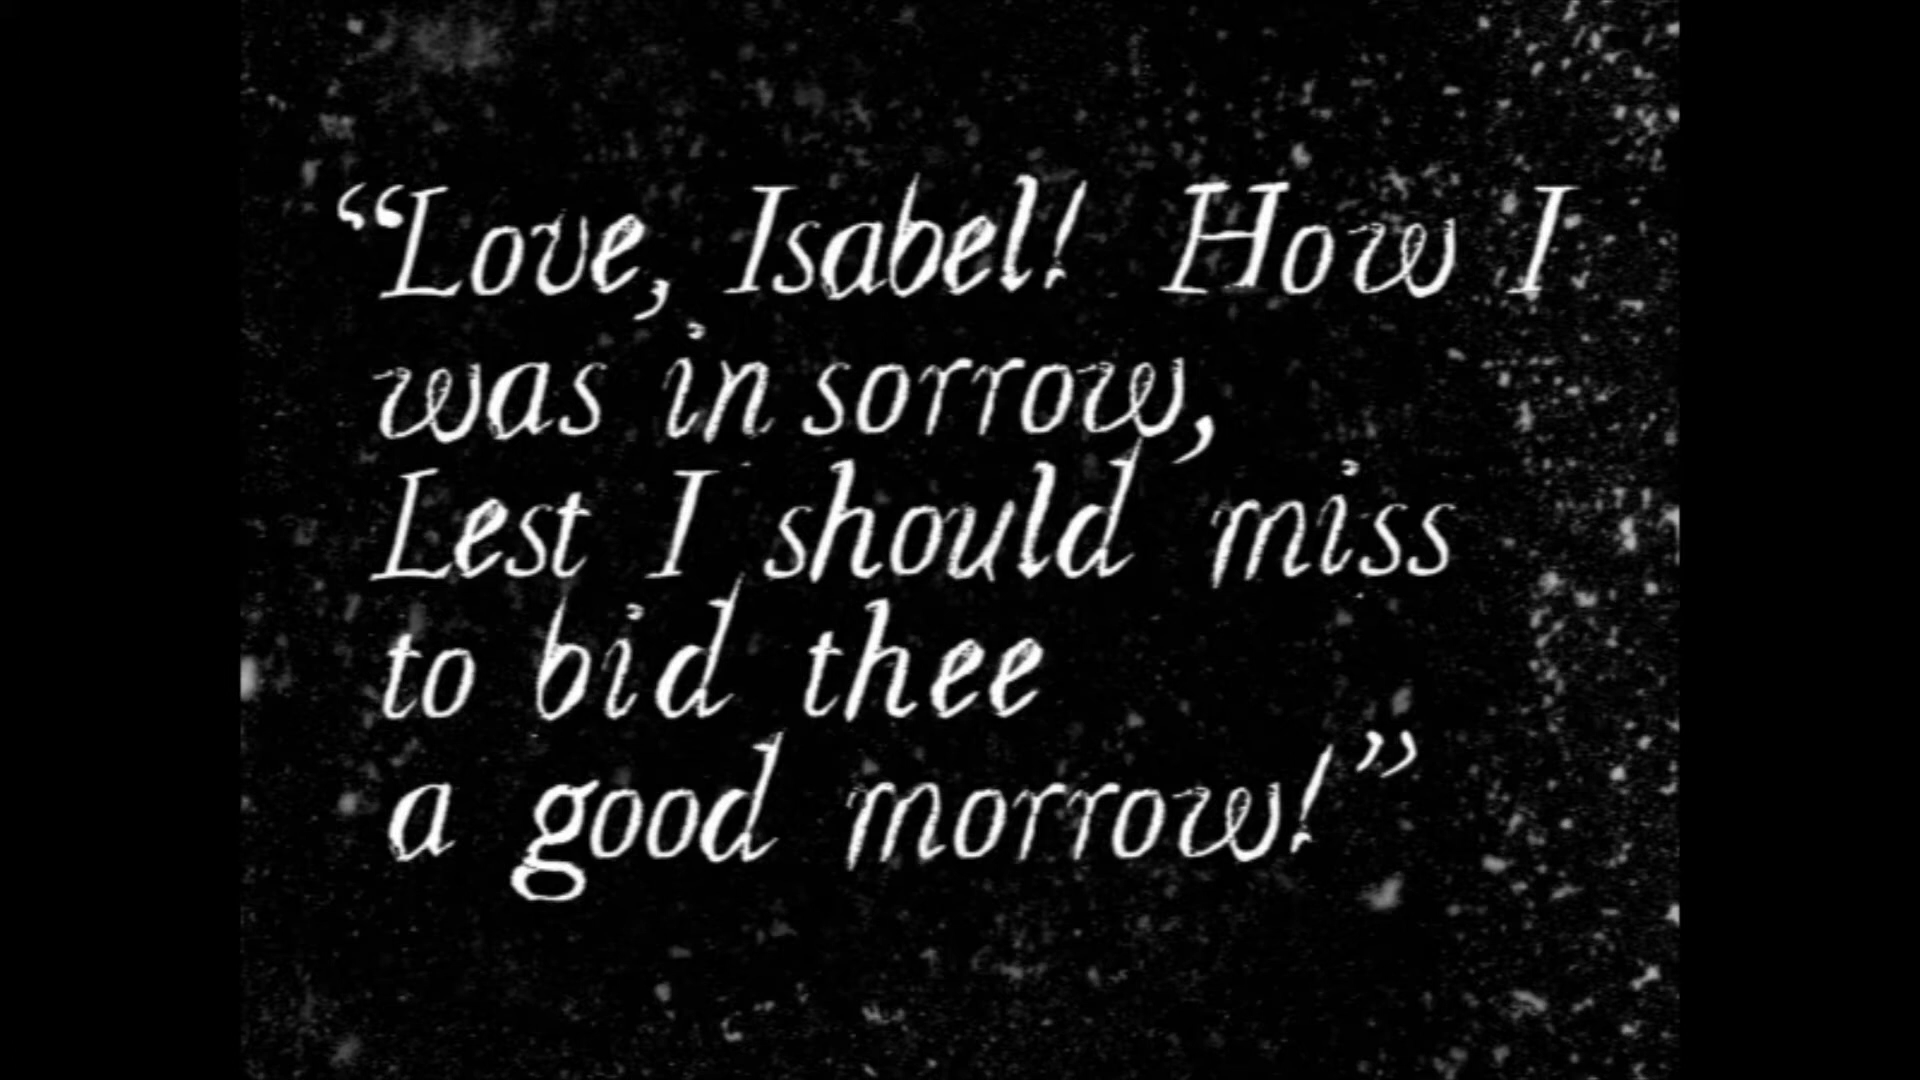 “Love, Isabel! How I
was in sorrow,
Lest I should miss
to bid thee
a good morrow!”